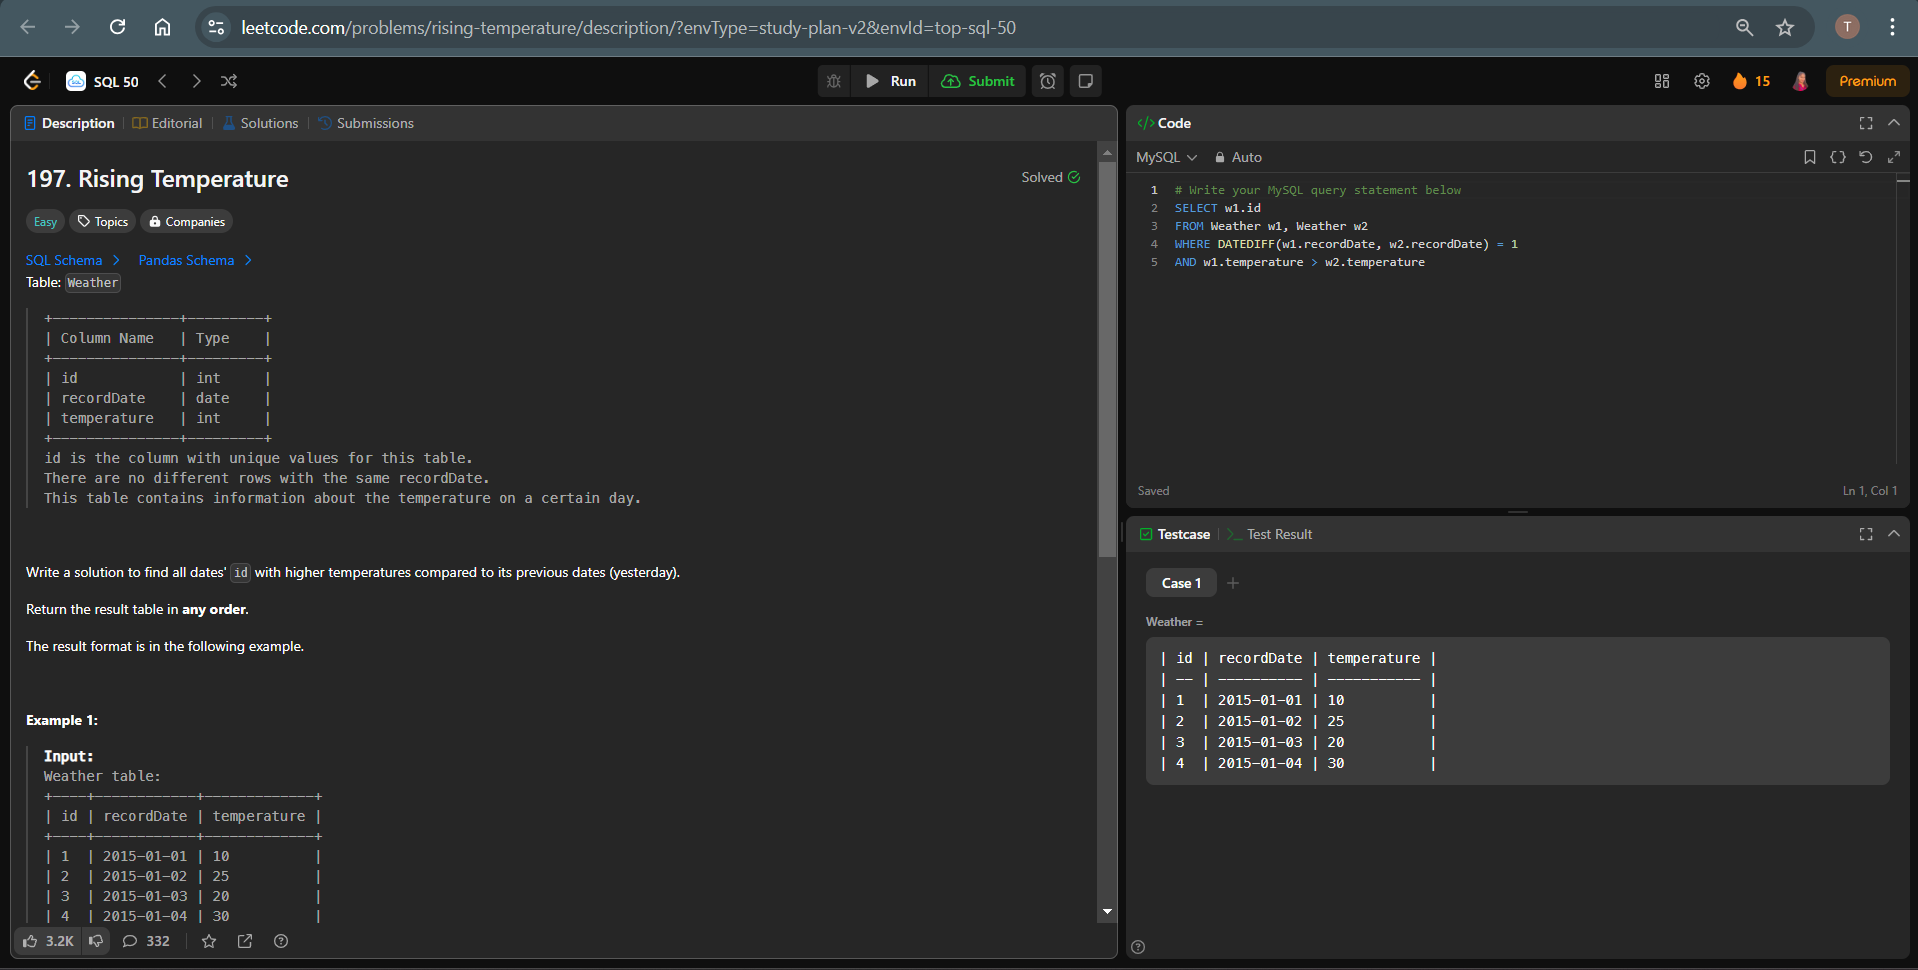 leetcode.com/problems/rising-temperature/description/?envType=study-plan-v2&envId=top-sql-50
T
SQL 50
Run
Submit
15
Premium
Description
Editorial
Solutions
Submissions
197. Rising Temperature
Solved
Easy
Topics
Companies
SQL Schema >
Pandas Schema >
Table: Weather
+---------------+---------+
| Column Name   | Type    |
+---------------+---------+
| id            | int     |
| recordDate    | date    |
| temperature   | int     |
+---------------+---------+
id is the column with unique values for this table.
There are no different rows with the same recordDate.
This table contains information about the temperature on a certain day.
Write a solution to find all dates' id with higher temperatures compared to its previous dates (yesterday).
Return the result table in any order.
The result format is in the following example.
Example 1:
Input:
Weather table:
+----+------------+-------------+
| id | recordDate | temperature |
+----+------------+-------------+
| 1  | 2015-01-01 | 10          |
| 2  | 2015-01-02 | 25          |
| 3  | 2015-01-03 | 20          |
| 4  | 2015-01-04 | 30          |
3.2K
332
</> Code
MySQL
Auto
1 # Write your MySQL query statement below
2 SELECT w1.id
3 FROM Weather w1, Weather w2
4 WHERE DATEDIFF(w1.recordDate, w2.recordDate) = 1
5 AND w1.temperature > w2.temperature
Saved
Ln 1, Col 1
Testcase
>_ Test Result
Case 1
+
Weather =
| id | recordDate | temperature |
| -- | ---------- | ----------- |
| 1  | 2015-01-01 | 10          |
| 2  | 2015-01-02 | 25          |
| 3  | 2015-01-03 | 20          |
| 4  | 2015-01-04 | 30          |